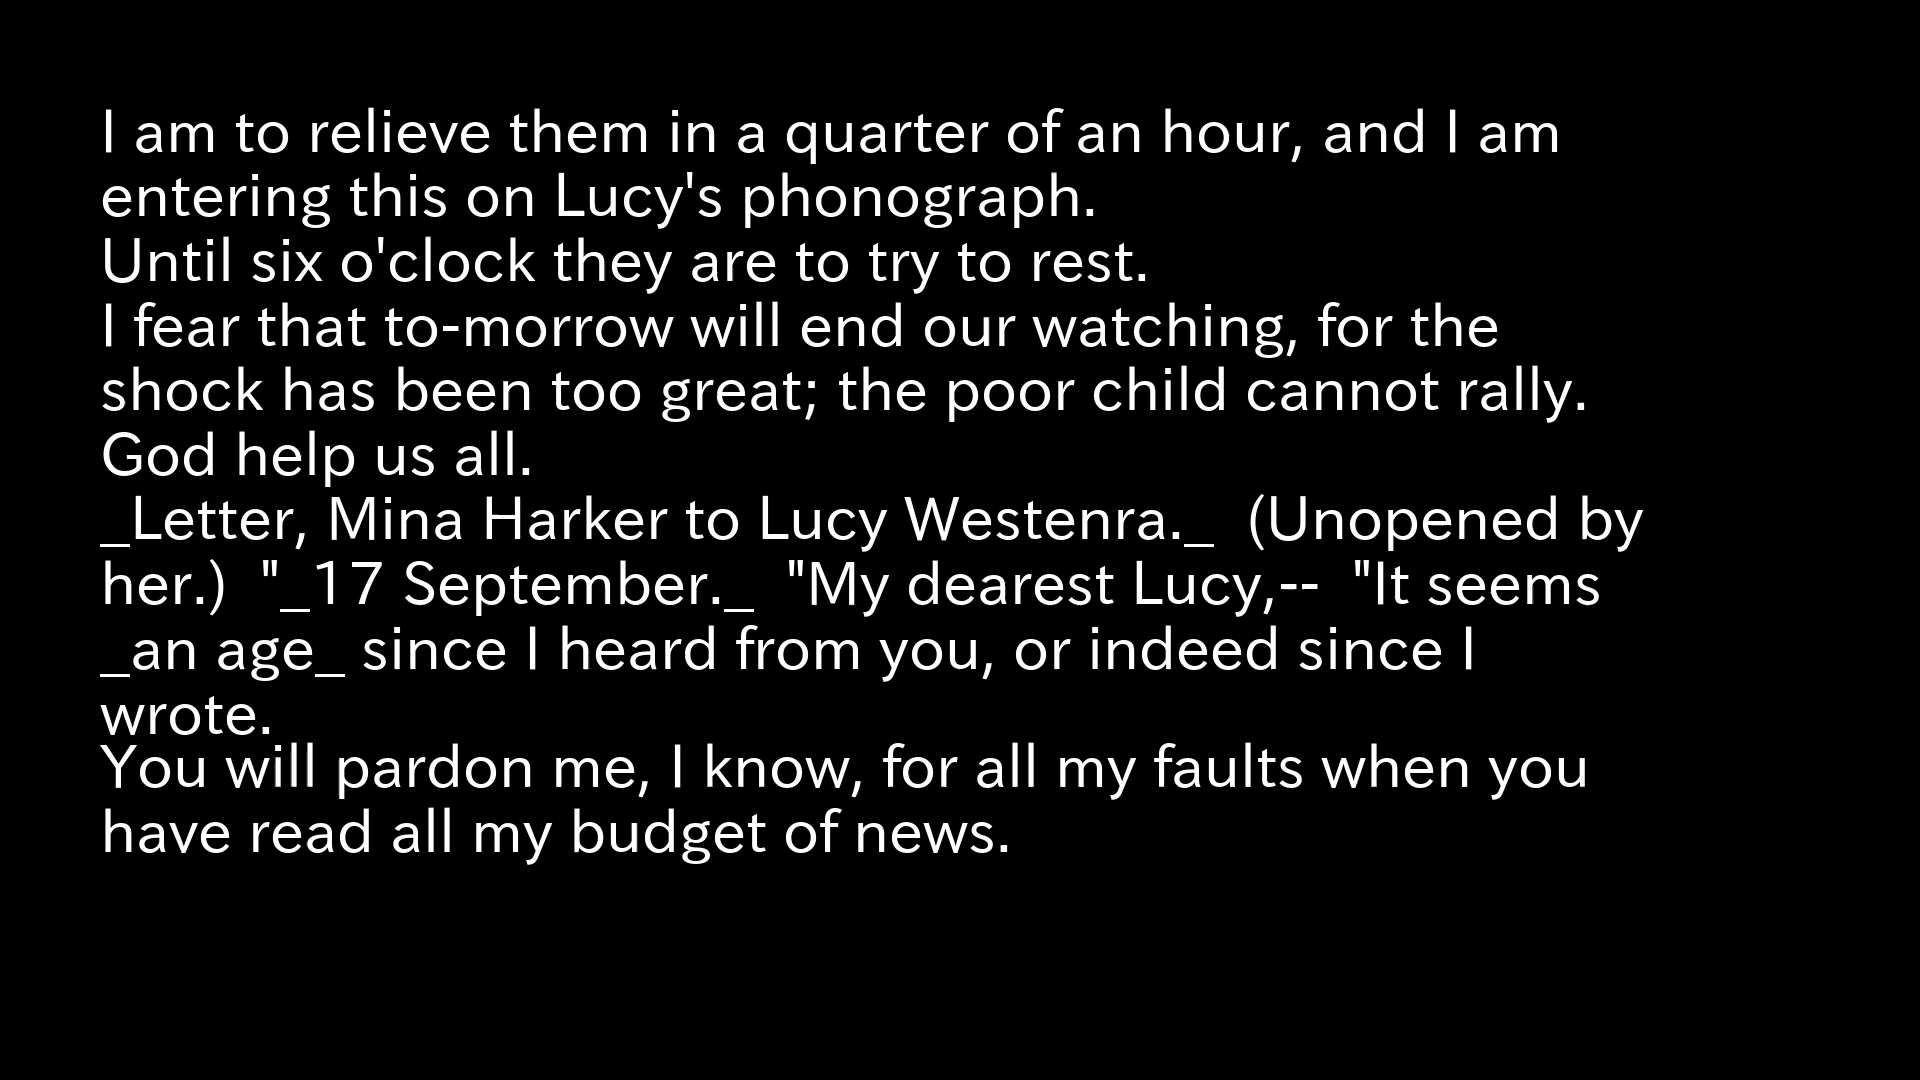 I am to relieve them in a quarter of an hour, and I am
entering this on Lucy's phonograph.
Until six o'clock they are to try to rest.
I fear that to-morrow will end our watching, for the
shock has been too great; the poor child cannot rally.
God help us all.
_Letter, Mina Harker to Lucy Westenra._  (Unopened by
her.)  "_17 September._  "My dearest Lucy,--  "It seems
_an age_ since I heard from you, or indeed since I
wrote.
You will pardon me, I know, for all my faults when you
have read all my budget of news.